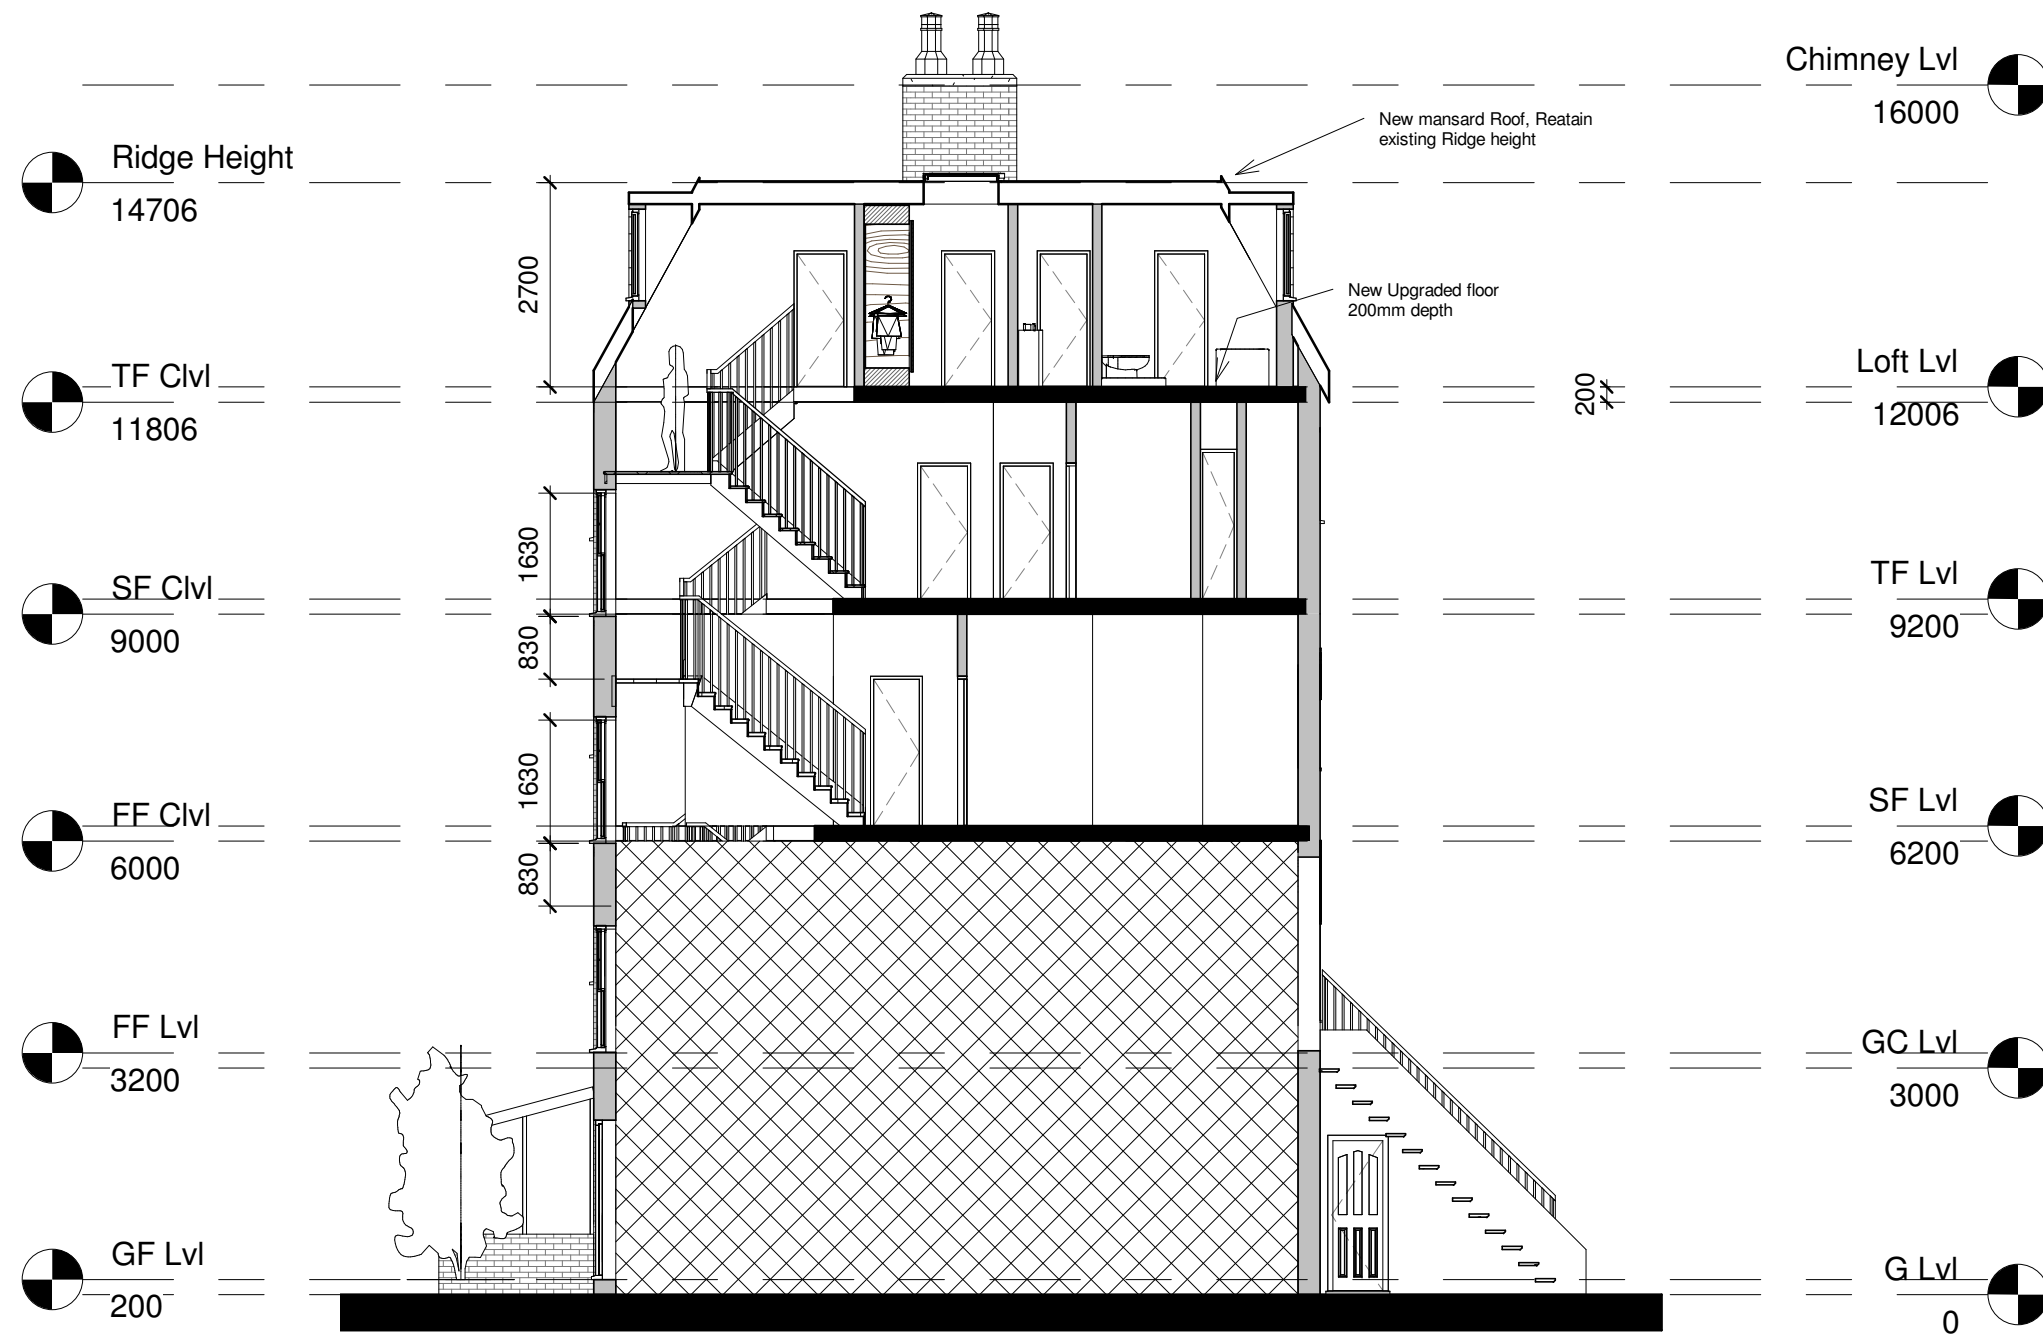 Chimney Lvl
16000
New mansard Roof, Reatain
existing Ridge height
Ridge Height
14706
2700
New Upgraded floor
200mm depth
TF Clvl
11806
Loft Lvl
12006
200
1630
SF Clvl
9000
TF Lvl
9200
830
1630
FF Clvl
6000
SF Lvl
6200
830
FF Lvl
3200
GC Lvl
3000
GF Lvl
200
G Lvl
0